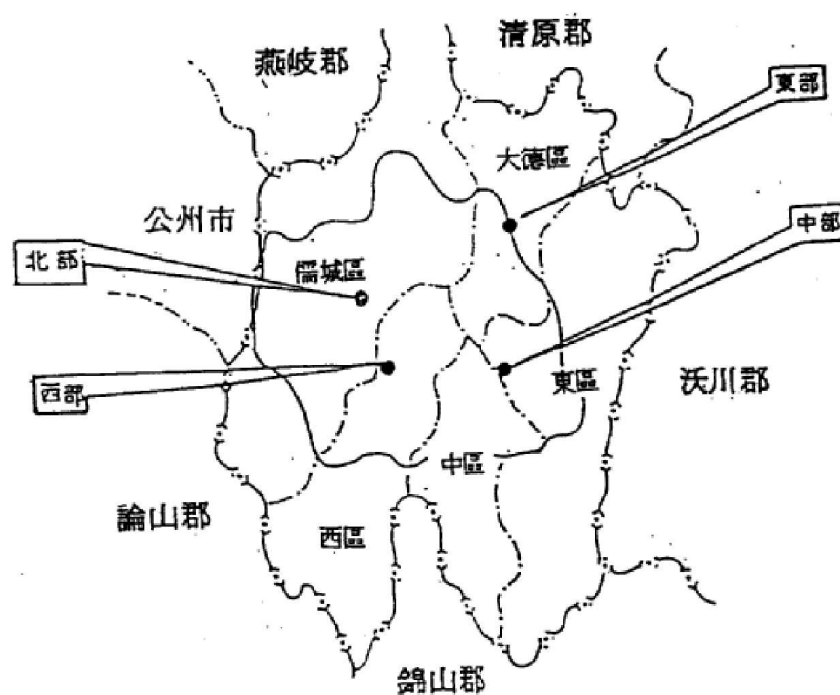 清原郡
燕岐郡
東部
大德區
公州市
中部
北部
儒城區
東區
沃川郡
西部
中區
論山郡
西區
錦山郡